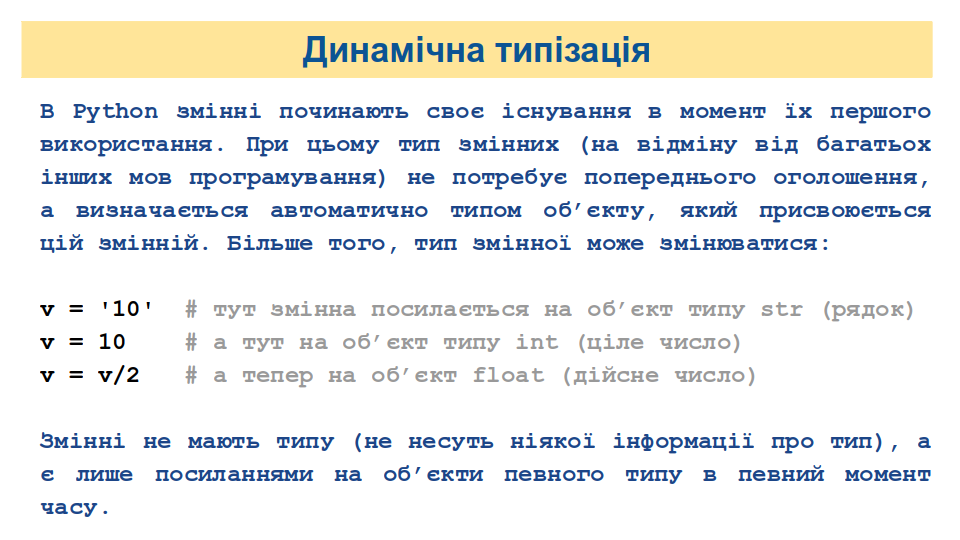 Динамічна типізація
В Python змінні починають своє існування в момент їх першого
використання. При цьому тип змінних (на відміну від багатьох
інших мов програмування) не потребує попереднього оголошення,
а визначається автоматично типом об’єкту, який присвоюється
цій змінній. Більше того, тип змінної може змінюватися:
v = '10'  # тут змінна посилається на об’єкт типу str (рядок)
v = 10    # а тут на об’єкт типу int (ціле число)
v = v/2   # а тепер на об’єкт float (дійсне число)
Змінні не мають типу (не несуть ніякої інформації про тип), а
є лише посиланнями на об’єкти певного типу в певний момент
часу.